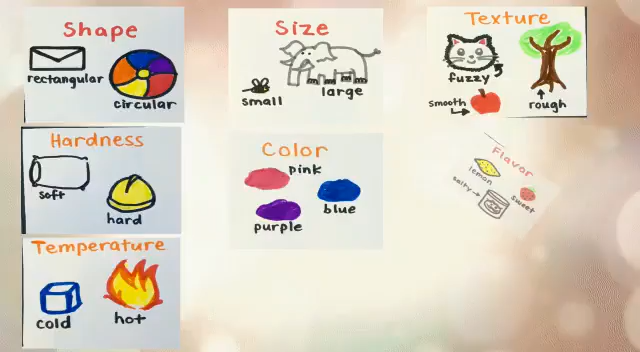 Shape
rectangular
circular
Size
small
large
Texture
fuzzy
smooth
rough
Hardness
soft
hard
Color
pink
blue
purple
Flavor
lemon
salty
sweet
Temperature
cold
hot